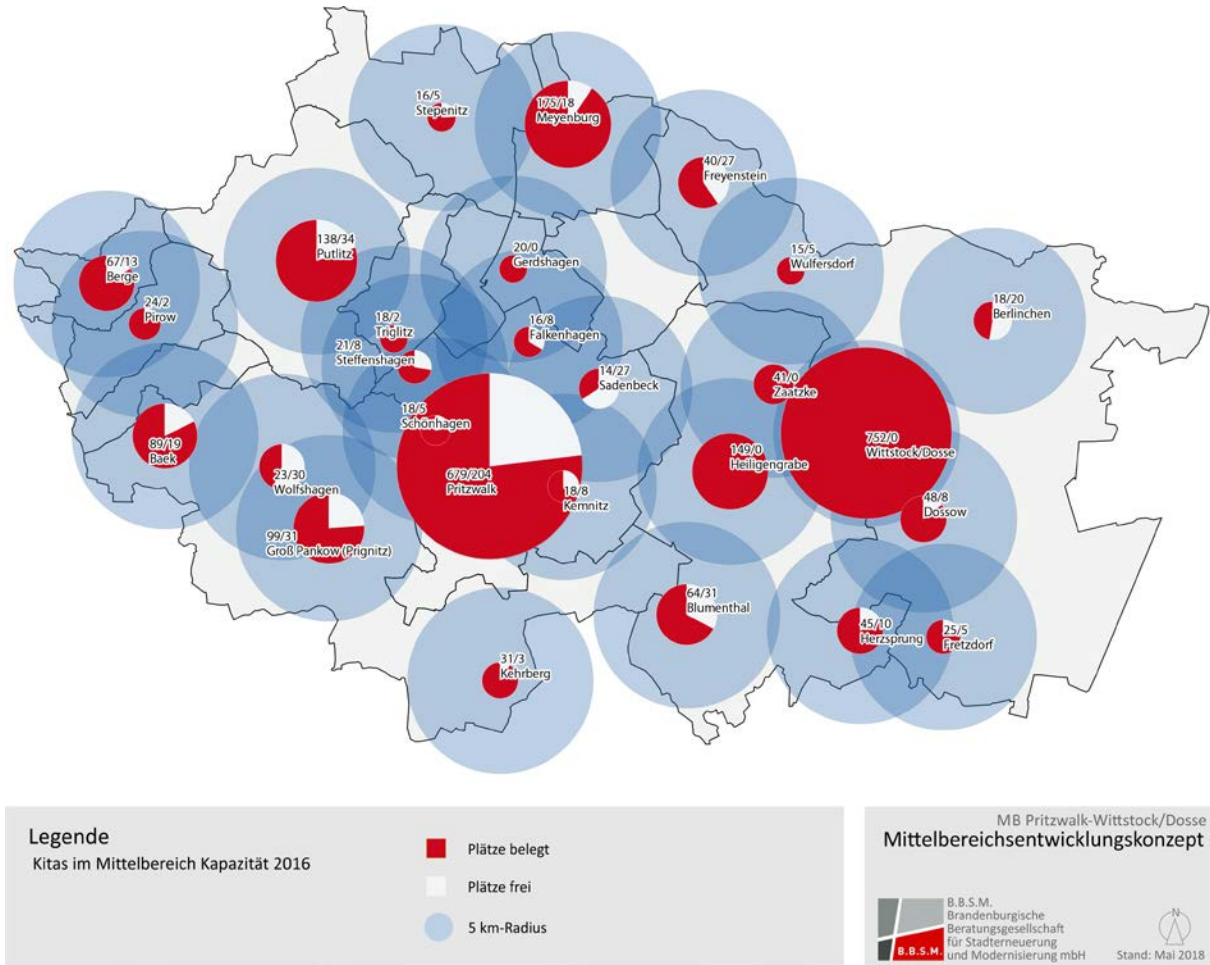 16/5
Stepenitz
175/18
Meyenburg
40/27
Freyenstein
138/34
Putlitz
20/0
Gerdshagen
15/5
Wulfersdorf
67/13
Berge
24/2
Pirow
18/2
Triglitz
16/8
Falkenhagen
18/20
Berlinchen
21/8
Steffenshagen
14/27
Sadenbeck
41/0
Zaatzke
18/5
Schönhagen
89/19
Baek
23/30
Wolfshagen
679/204
Pritzwalk
18/8
Kemnitz
149/0
Heiligengrabe
752/0
Wittstock/Dosse
48/8
Dossow
99/31
Groß Pankow (Prignitz)
64/31
Blumenthal
45/10
Herzsprung
25/5
Fretzdorf
31/3
Kehrberg
Legende
Kitas im Mittelbereich Kapazität 2016
Plätze belegt
Plätze frei
5 km-Radius
MB Pritzwalk-Wittstock/Dosse
Mittelbereichsentwicklungskonzept
B.B.S.M.
B.B.S.M.
Brandenburgische
Beratungsgesellschaft
für Stadterneuerung
und Modernisierung mbH
N
Stand: Mai 2018